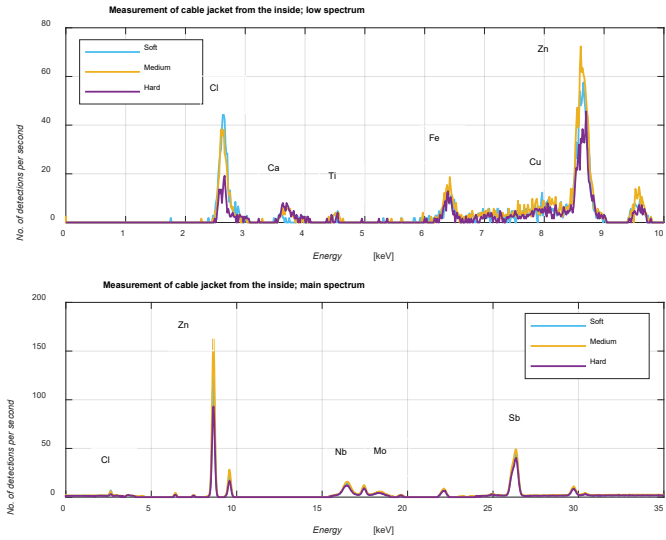 Measurement of cable jacket from the inside; low spectrum
80
60
40
20
0
No. of detections per second
Soft
Medium
Hard
Cl
Ca
Ti
Fe
Cu
Zn
0 1 2 3 4 5 6 7 8 9 10
Energy [keV]
Measurement of cable jacket from the inside; main spectrum
200
150
100
50
0
No. of detections per second
Soft
Medium
Hard
Cl
Zn
Nb
Mo
Sb
0 5 10 15 20 25 30 35
Energy [keV]